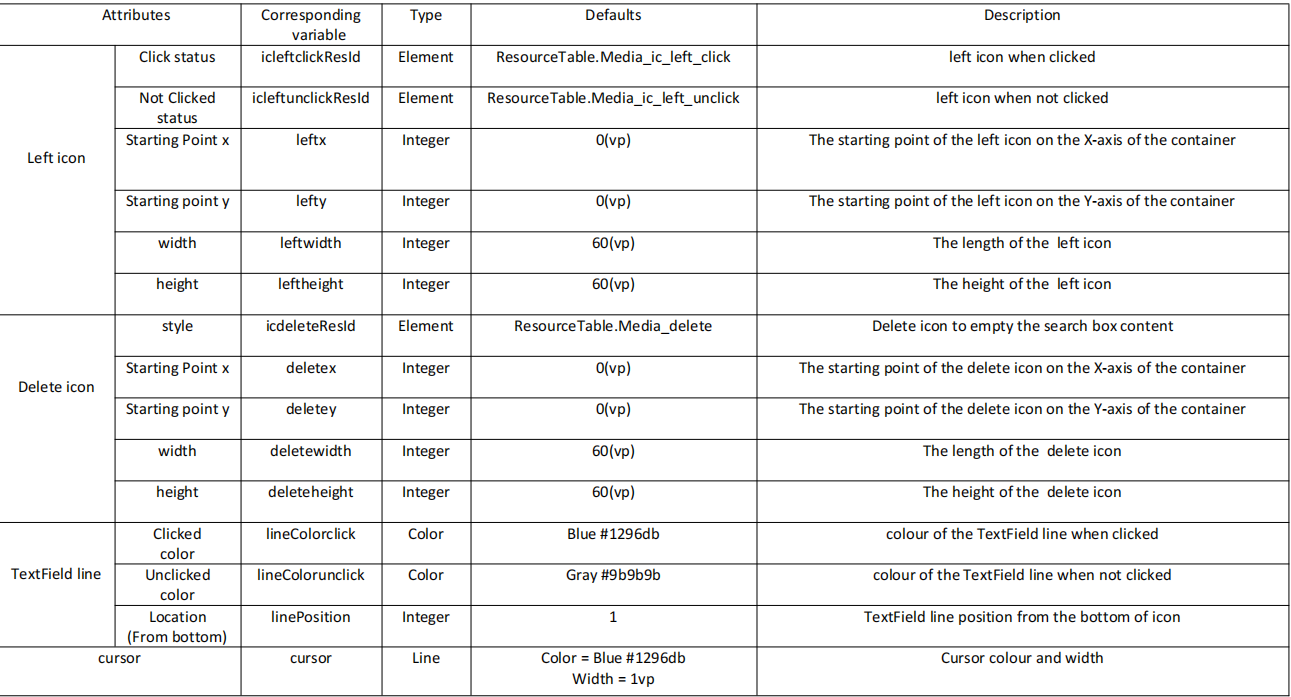 Attributes Corresponding variable Type Defaults Description
Left icon
Click status icleftclickResId Element ResourceTable.Media_ic_left_click left icon when clicked
Not Clicked status icleftunclickResId Element ResourceTable.Media_ic_left_unclick left icon when not clicked
Starting Point x leftx Integer 0(vp) The starting point of the left icon on the X-axis of the container
Starting point y lefty Integer 0(vp) The starting point of the left icon on the Y-axis of the container
width leftwidth Integer 60(vp) The length of the left icon
height leftheight Integer 60(vp) The height of the left icon
Delete icon
style icdeleteResId Element ResourceTable.Media_delete Delete icon to empty the search box content
Starting Point x deletex Integer 0(vp) The starting point of the delete icon on the X-axis of the container
Starting point y deletey Integer 0(vp) The starting point of the delete icon on the Y-axis of the container
width deletewidth Integer 60(vp) The length of the delete icon
height deleteheight Integer 60(vp) The height of the delete icon
TextField line
Clicked color lineColorclick Color Blue #1296db colour of the TextField line when clicked
Unclicked color lineColorunclick Color Gray #9b9b9b colour of the TextField line when not clicked
Location (From bottom) linePosition Integer 1 TextField line position from the bottom of icon
cursor cursor Line Color = Blue #1296db Width = 1vp Cursor colour and width